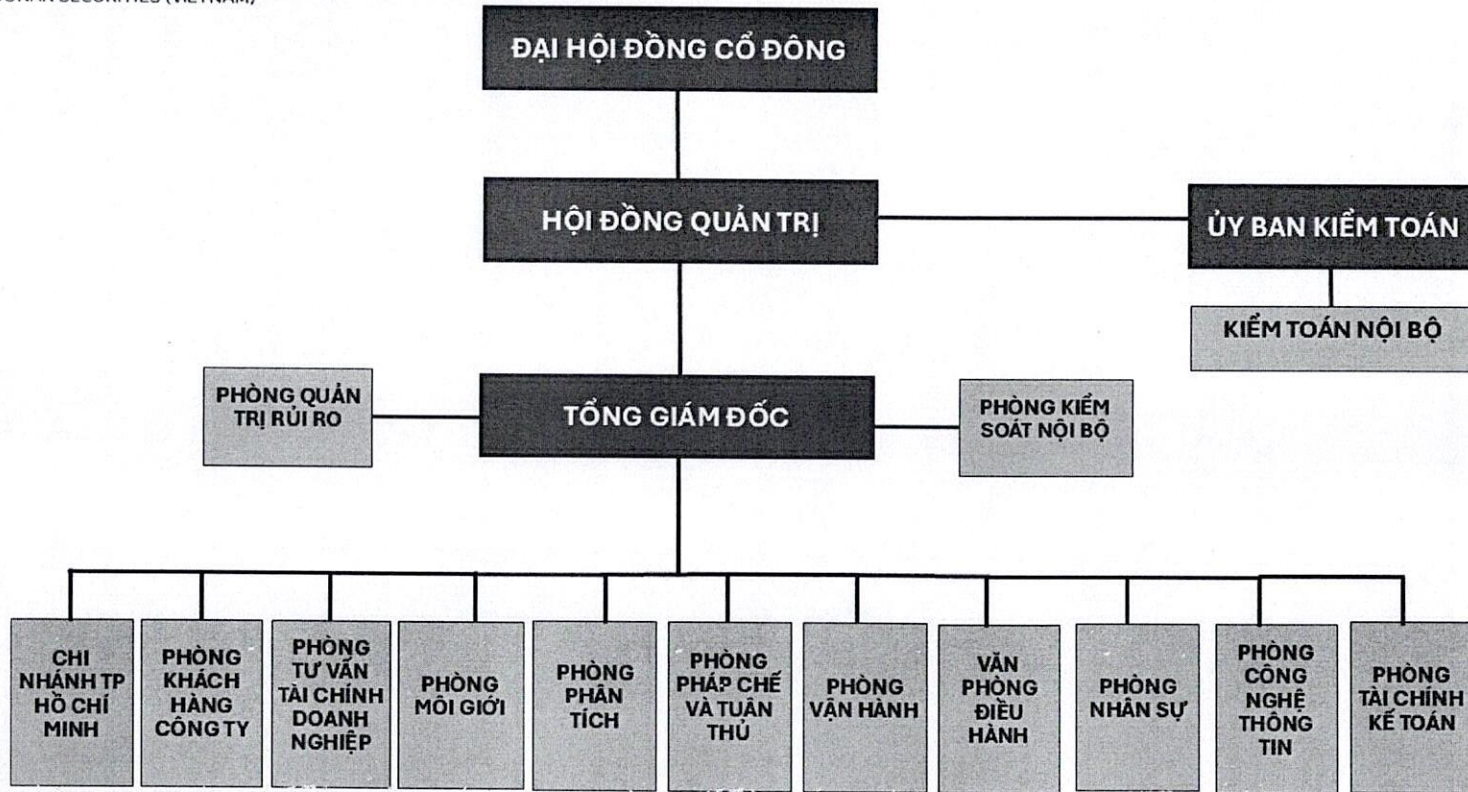 SECURITIES (VIETNAM)
ĐẠI HỘI ĐỒNG CỔ ĐÔNG
HỘI ĐỒNG QUẢN TRỊ
ỦY BAN KIỂM TOÁN
KIỂM TOÁN NỘI BỘ
PHÒNG QUẢN
TRỊ RỦI RO
TỔNG GIÁM ĐỐC
PHÒNG KIỂM
SOÁT NỘI BỘ
CHI
NHÁNH TP
HỒ CHÍ
MINH
PHÒNG
KHÁCH
HÀNG
CÔNG TY
PHÒNG
TƯ VẤN
TÀI CHÍNH
DOANH
NGHIỆP
PHÒNG
MÔI GIỚI
PHÒNG
PHÂN
TÍCH
PHÒNG
PHÁP CHẾ
VÀ TUÂN
THỦ
PHÒNG
VẬN HÀNH
VĂN
PHÒNG
ĐIỀU
HÀNH
PHÒNG
NHÂN SỰ
PHÒNG
CÔNG
NGHỆ
THÔNG
TIN
PHÒNG
TÀI CHÍNH
KẾ TOÁN